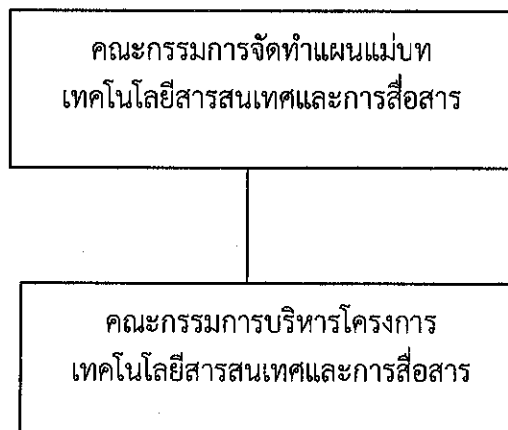 คณะกรรมการจัดทำแผนแม่บท
เทคโนโลยีสารสนเทศและการสื่อสาร
คณะกรรมการบริหารโครงการ
เทคโนโลยีสารสนเทศและการสื่อสาร